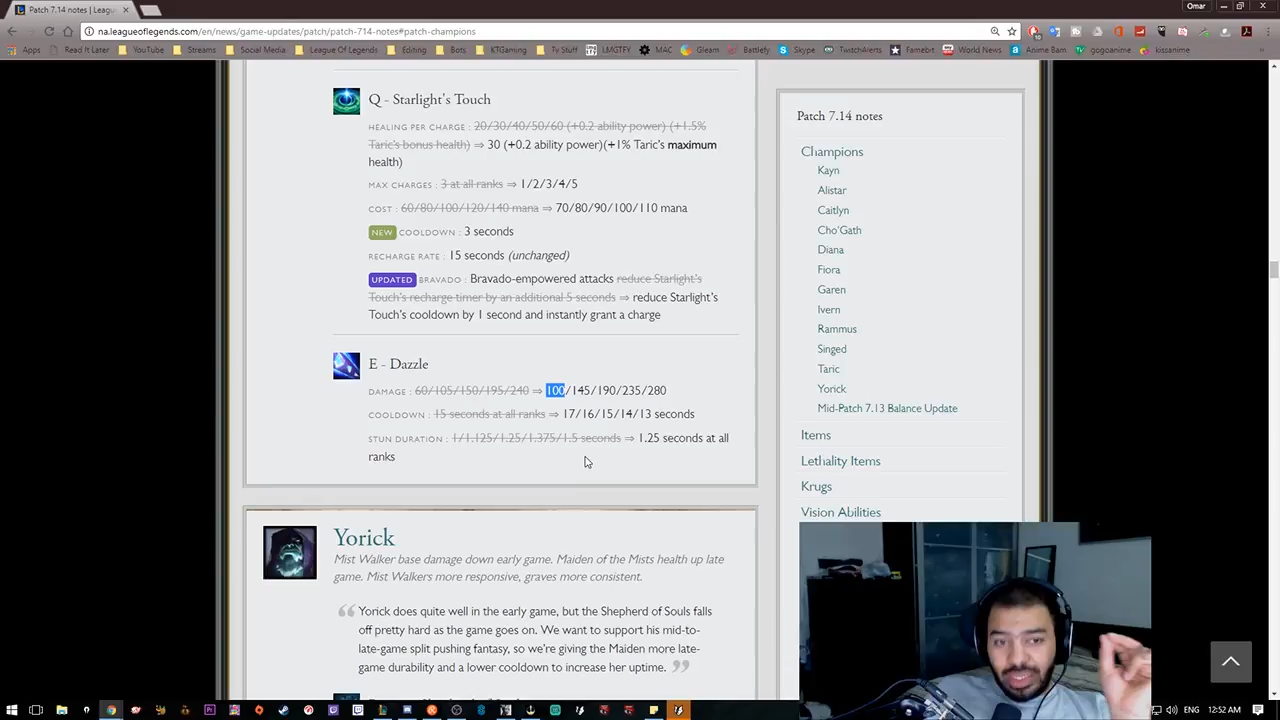 Patch 7.14 notes | Leagu
Omar
na.leagueoflegends.com/en/news/game-updates/patch/patch-714-notes#patch-champions
Apps Read It Later YouTube Streams Social Media League Of Legends Editing Bots KTGaming Tv Stuff LMGTFY MAC Gleam Battlefy Skype TwitchAlerts Famebit World News Anime Bam gogoanime kissanime
Q - Starlight's Touch
HEALING PER CHARGE : 20/30/40/50/60 (+0.2 ability power) (+1.5%
Taric's bonus health) ⇒ 30 (+0.2 ability power)(+1% Taric's maximum
health)
MAX CHARGES : 3 at all ranks ⇒ 1/2/3/4/5
COST : 60/80/100/120/140 mana ⇒ 70/80/90/100/110 mana
NEW COOLDOWN : 3 seconds
RECHARGE RATE : 15 seconds (unchanged)
UPDATED BRAVADO : Bravado-empowered attacks reduce Starlight's
Touch's recharge timer by an additional 5 seconds ⇒ reduce Starlight's
Touch's cooldown by 1 second and instantly grant a charge
E - Dazzle
DAMAGE : 60/105/150/195/240 ⇒ 100/145/190/235/280
COOLDOWN : 15 seconds at all ranks ⇒ 17/16/15/14/13 seconds
STUN DURATION : 1/1.125/1.25/1.375/1.5 seconds ⇒ 1.25 seconds at all
ranks
Yorick
Mist Walker base damage down early game. Maiden of the Mists health up late
game. Mist Walkers more responsive, graves more consistent.
Yorick does quite well in the early game, but the Shepherd of Souls falls
off pretty hard as the game goes on. We want to support his mid-to-
late-game split pushing fantasy, so we're giving the Maiden more late-
game durability and a lower cooldown to increase her uptime.
Patch 7.14 notes
Champions
Kayn
Alistar
Caitlyn
Cho'Gath
Diana
Fiora
Garen
Ivern
Rammus
Singed
Taric
Yorick
Mid-Patch 7.13 Balance Update
Items
Lethality Items
Krugs
Vision Abilities
ENG 12:52 AM